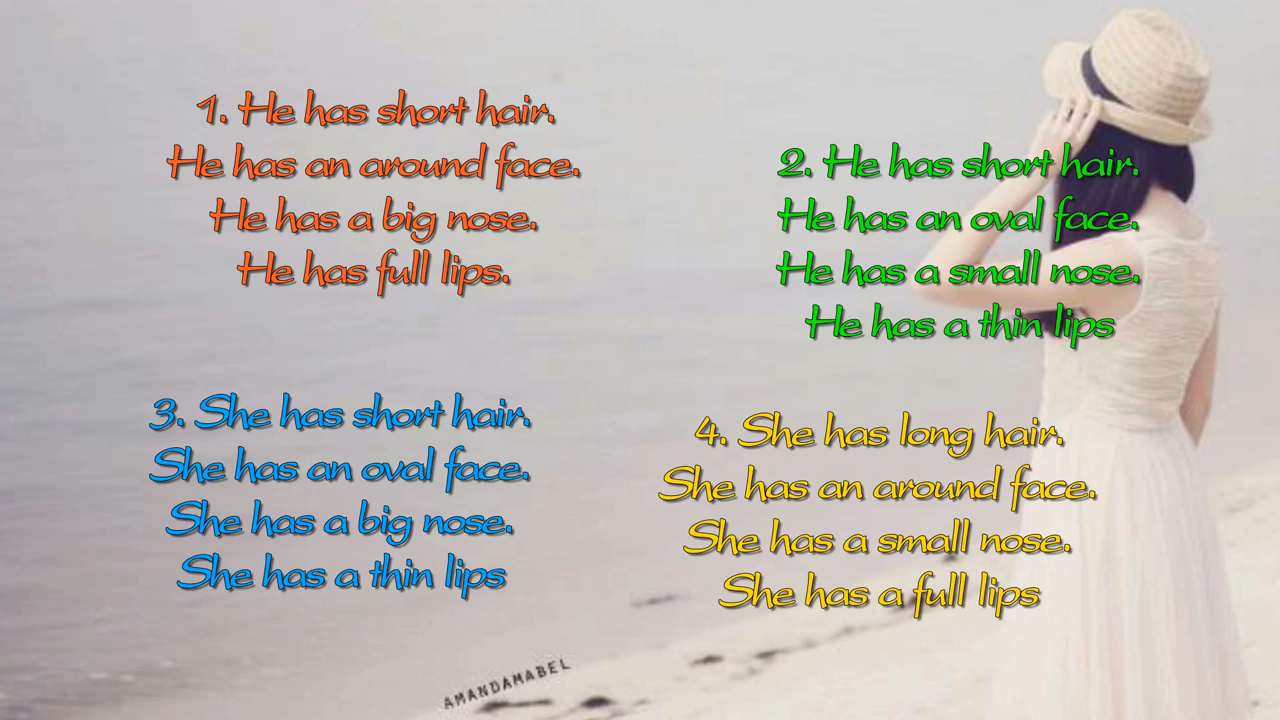 1. He has short hair.
He has an around face.
He has a big nose.
He has full lips.
2. He has short hair.
He has an oval face.
He has a small nose.
He has a thin lips
3. She has short hair.
She has an oval face.
She has a big nose.
She has a thin lips
4. She has long hair.
She has an around face.
She has a small nose.
She has a full lips
AMANDAMABEL